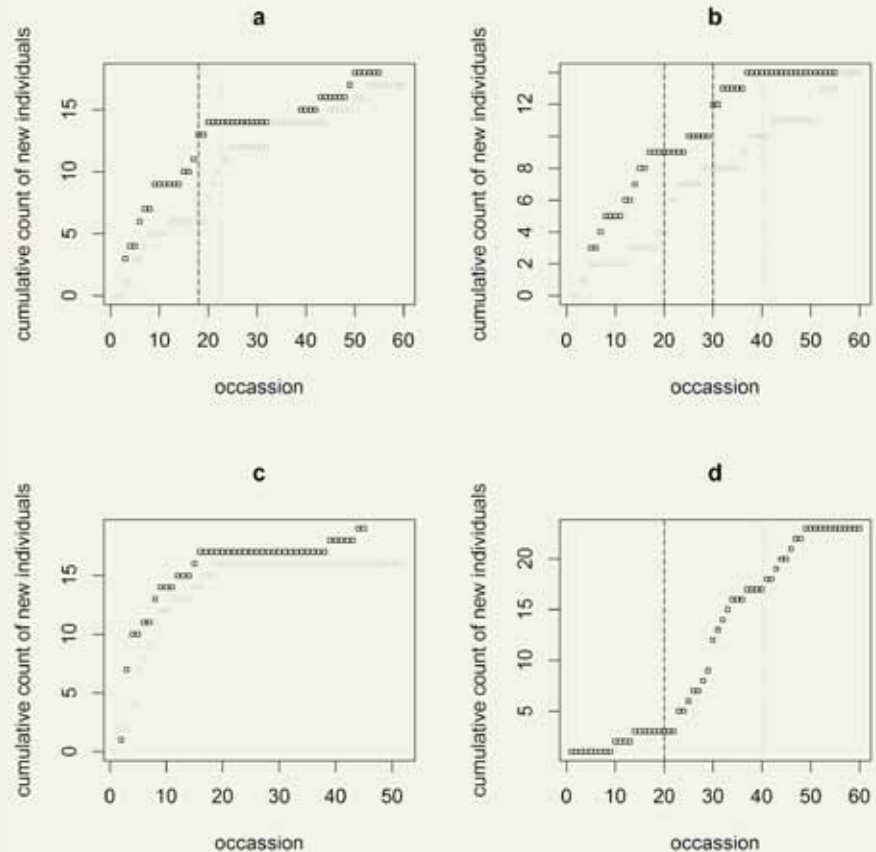 a
b
cumulative count of new individuals
0 5 10 15
0 10 20 30 40 50 60
occassion
cumulative count of new individuals
0 2 4 6 8 12
0 10 20 30 40 50 60
occassion
c
d
cumulative count of new individuals
0 5 10 15
0 10 20 30 40 50
occassion
cumulative count of new individuals
5 10 15 20
0 10 20 30 40 50 60
occassion